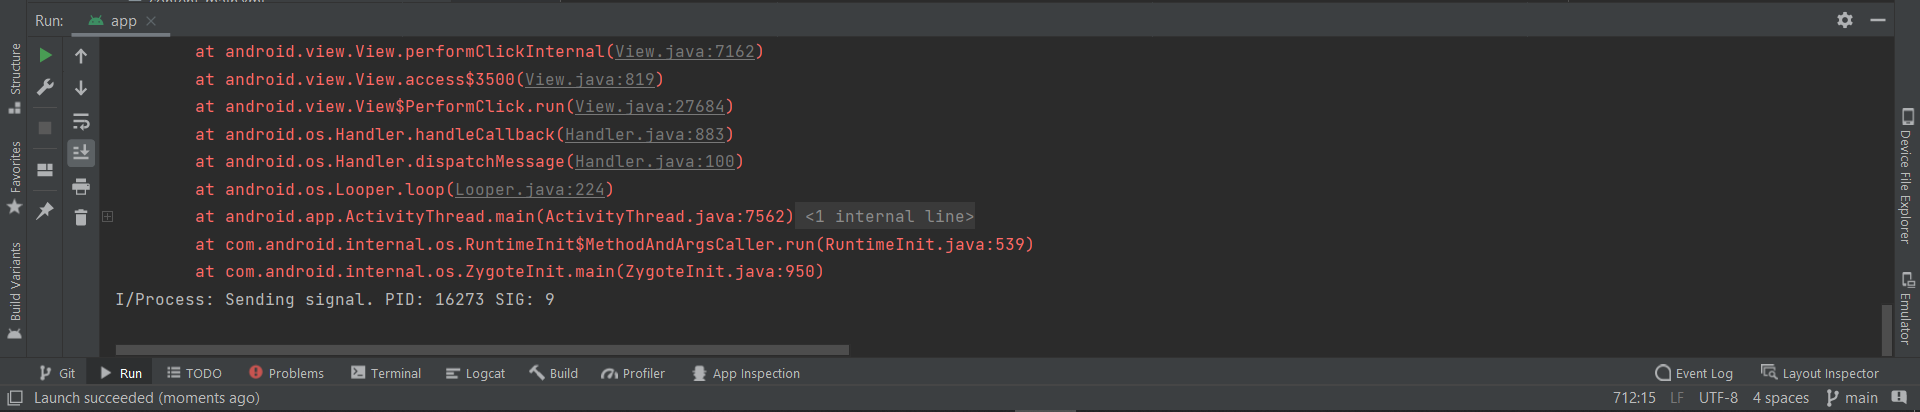 Run: app
at android.view.View.performClickInternal(View.java:7162)
at android.view.View.access$3500(View.java:819)
at android.view.View$PerformClick.run(View.java:27684)
at android.os.Handler.handleCallback(Handler.java:883)
at android.os.Handler.dispatchMessage(Handler.java:100)
at android.os.Looper.loop(Looper.java:224)
at android.app.ActivityThread.main(ActivityThread.java:7562) <1 internal line>
at com.android.internal.os.RuntimeInit$MethodAndArgsCaller.run(RuntimeInit.java:539)
at com.android.internal.os.ZygoteInit.main(ZygoteInit.java:950)
I/Process: Sending signal. PID: 16273 SIG: 9
Structure
Favorites
Build Variants
Device File Explorer
Emulator
Git Run TODO Problems Terminal Logcat Build Profiler App Inspection Event Log Layout Inspector
Launch succeeded (moments ago) 712:15 LF UTF-8 4 spaces main